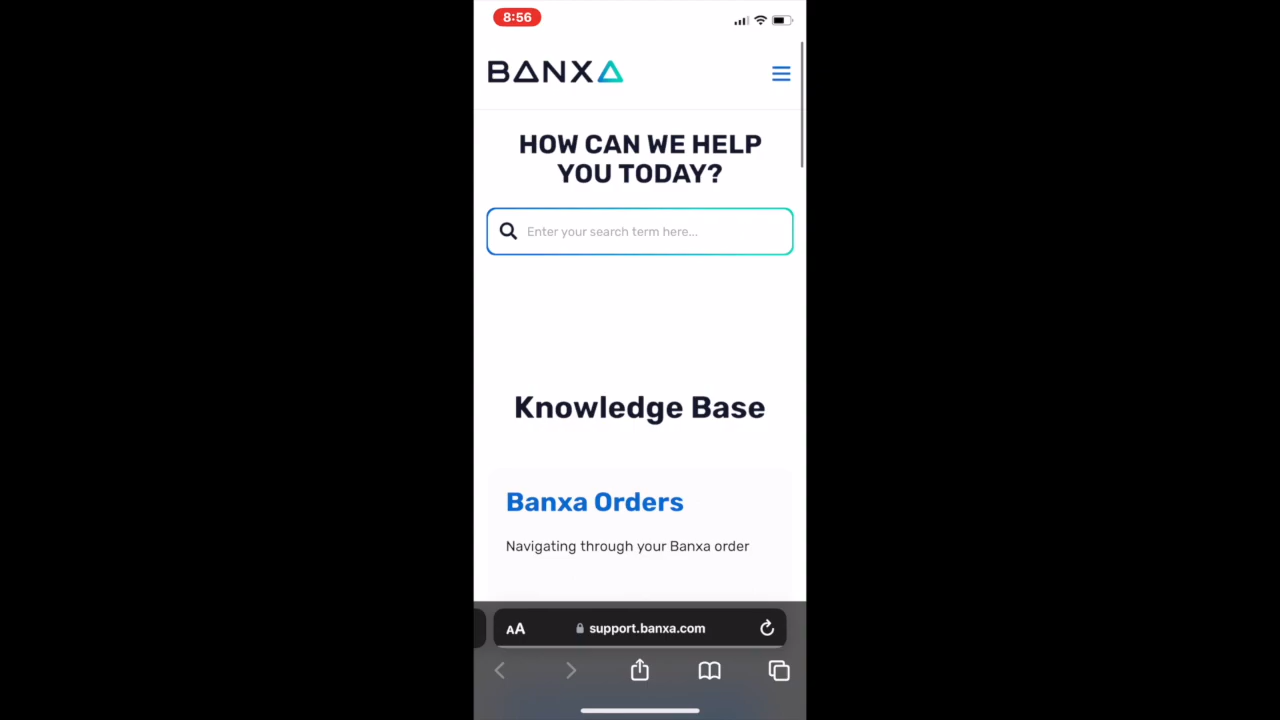 8:56
BANXA
HOW CAN WE HELP
YOU TODAY?
Enter your search term here...
Knowledge Base
Banxa Orders
Navigating through your Banxa order
AA
support.banxa.com